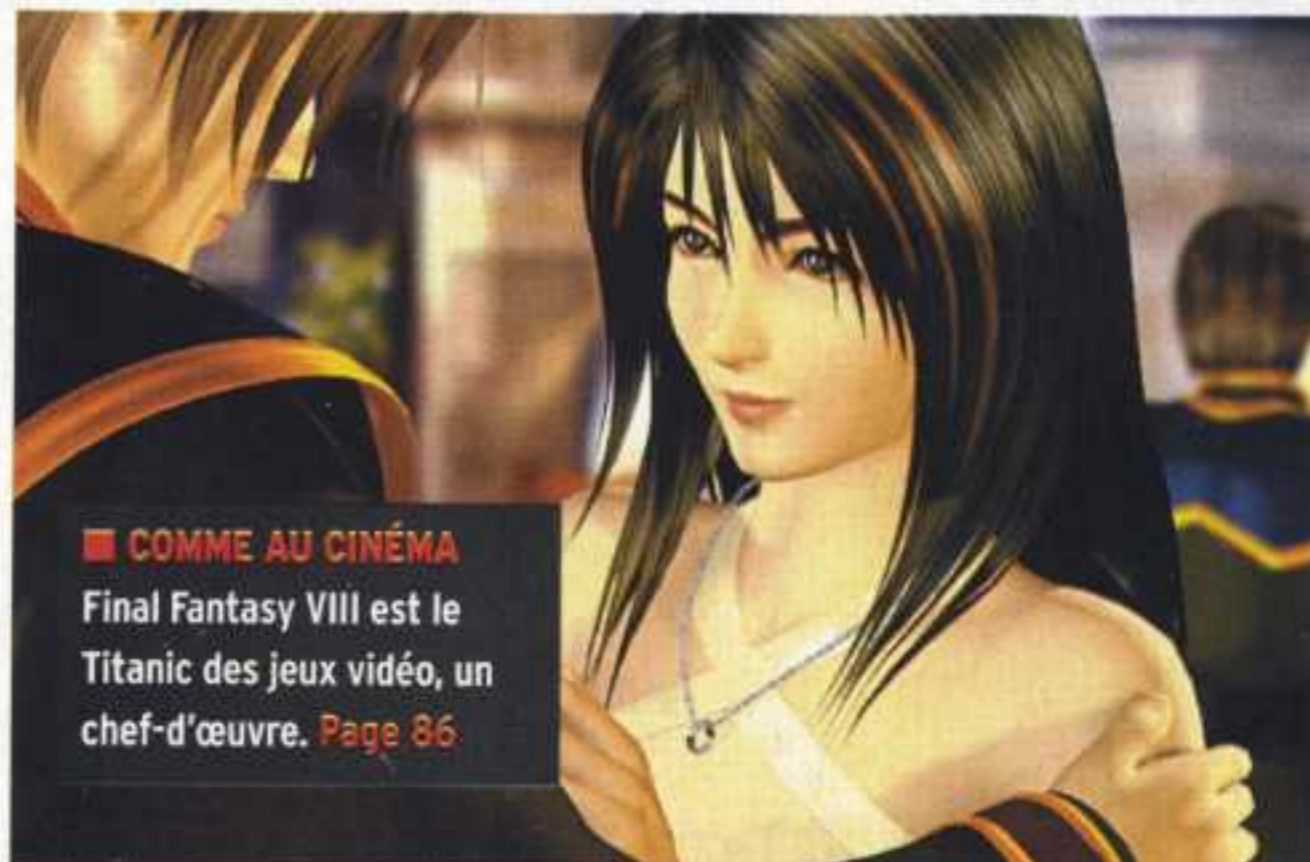 ■ COMME AU CINÉMA
Final Fantasy VIII est le
Titanic des jeux vidéo, un
chef-d'œuvre. Page 86